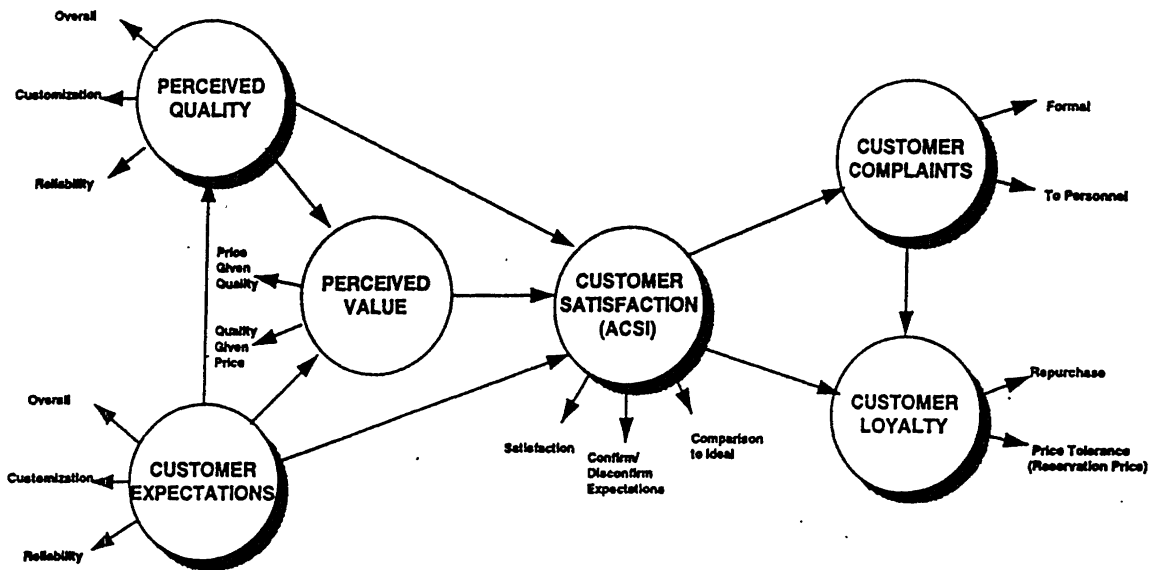 Overall
PERCEIVED
QUALITY
Customization
Reliability
CUSTOMER
COMPLAINTS
Formal
To Personnel
Price
Given
Quality
PERCEIVED
VALUE
Quality
Given
Price
CUSTOMER
SATISFACTION
(ACSI)
Satisfaction
Confirm/
Disconfirm
Expectations
Comparison
to Ideal
CUSTOMER
LOYALTY
Repurchase
Price Tolerance
(Reservation Price)
Overall
Customization
CUSTOMER
EXPECTATIONS
Reliability